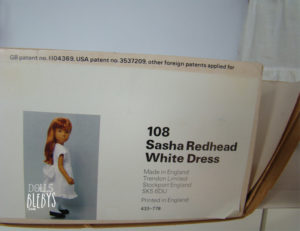 GB patent no. 1104369, USA patent no. 3537209, other foreign patents applied for
108
Sasha Redhead
White Dress
Made in England
Trendon Limited
Stockport England
SK5 6DU
Printed in England
DOLLS
BLEBYS